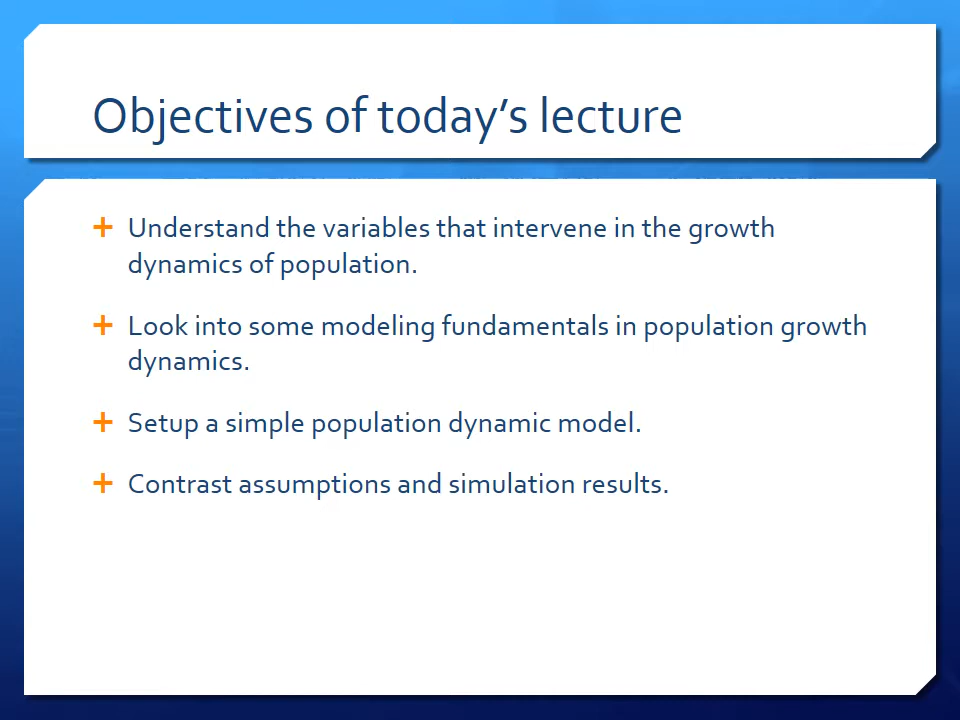 Objectives of today’s lecture
Understand the variables that intervene in the growth
dynamics of population.
Look into some modeling fundamentals in population growth
dynamics.
Setup a simple population dynamic model.
Contrast assumptions and simulation results.